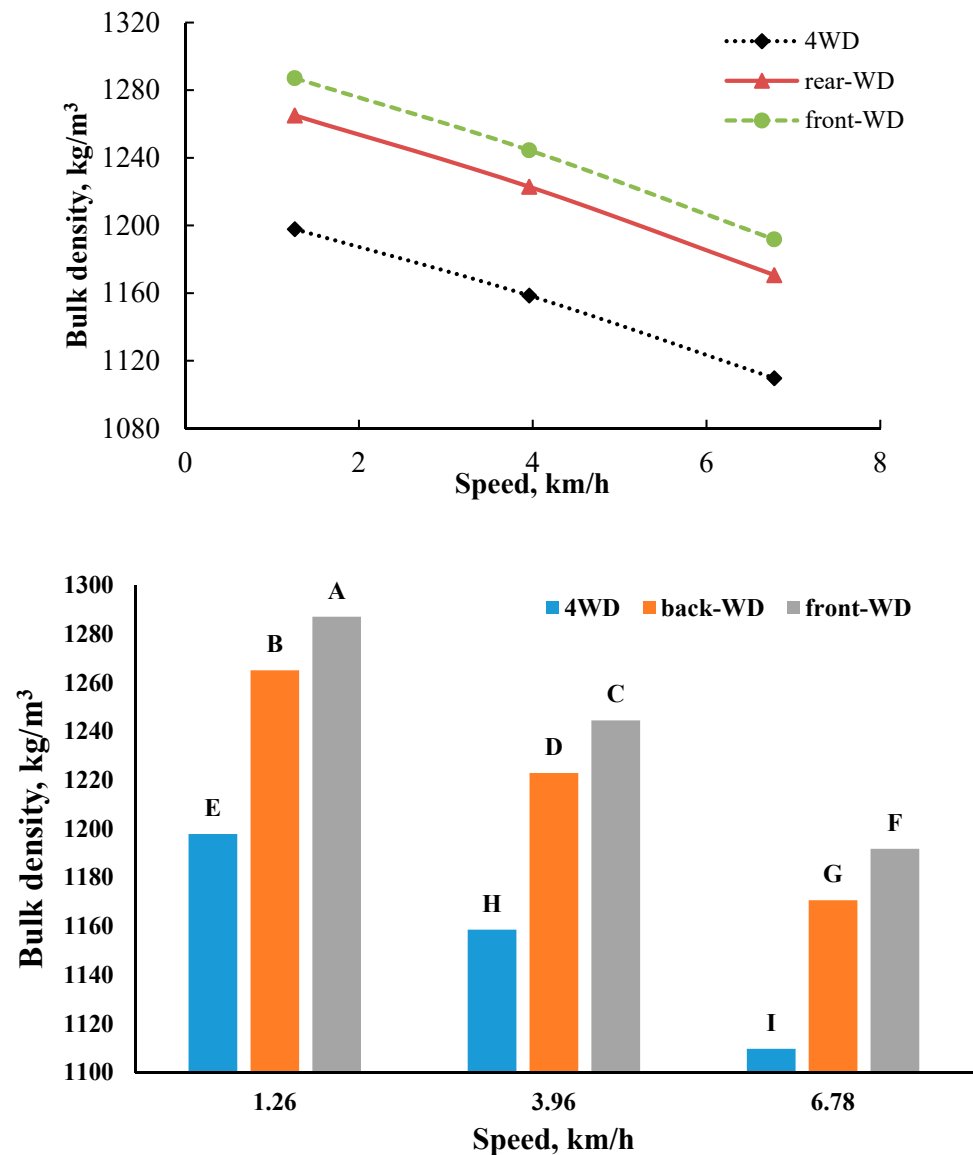 1320
1280
1240
1200
1160
1120
1080
Bulk density, kg/m³
4WD
rear-WD
front-WD
0 2 4 6 8
Speed, km/h
1300
1280
1260
1240
1220
1200
1180
1160
1140
1120
1100
Bulk density, kg/m³
4WD back-WD front-WD
E B A
H D C
I G F
1.26 3.96 6.78
Speed, km/h